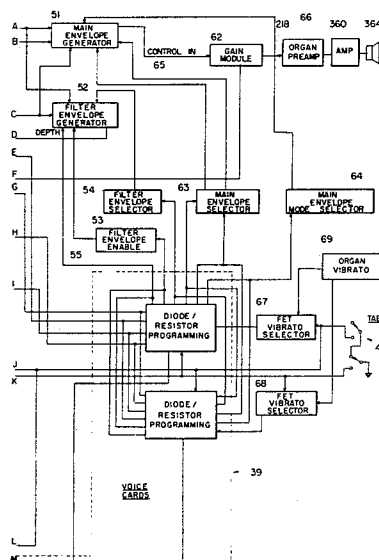 51
A
MAIN
ENVELOPE
GENERATOR
B
CONTROL IN
65
62
GAIN
MODULE
218
66
ORGAN
PREAMP
360
AMP
364
52
C
FILTER
ENVELOPE
GENERATOR
D
DEPTH
E
F
G
54
FILTER
ENVELOPE
SELECTOR
63
MAIN
ENVELOPE
SELECTOR
64
MAIN
ENVELOPE
MODE SELECTOR
H
53
FILTER
ENVELOPE
ENABLE
55
69
ORGAN
VIBRATO
I
DIODE/
RESISTOR
PROGRAMMING
67
FET
VIBRATO
SELECTOR
TAB
J
K
DIODE/
RESISTOR
PROGRAMMING
68
FET
VIBRATO
SELECTOR
VOICE
CARDS
39
L
M